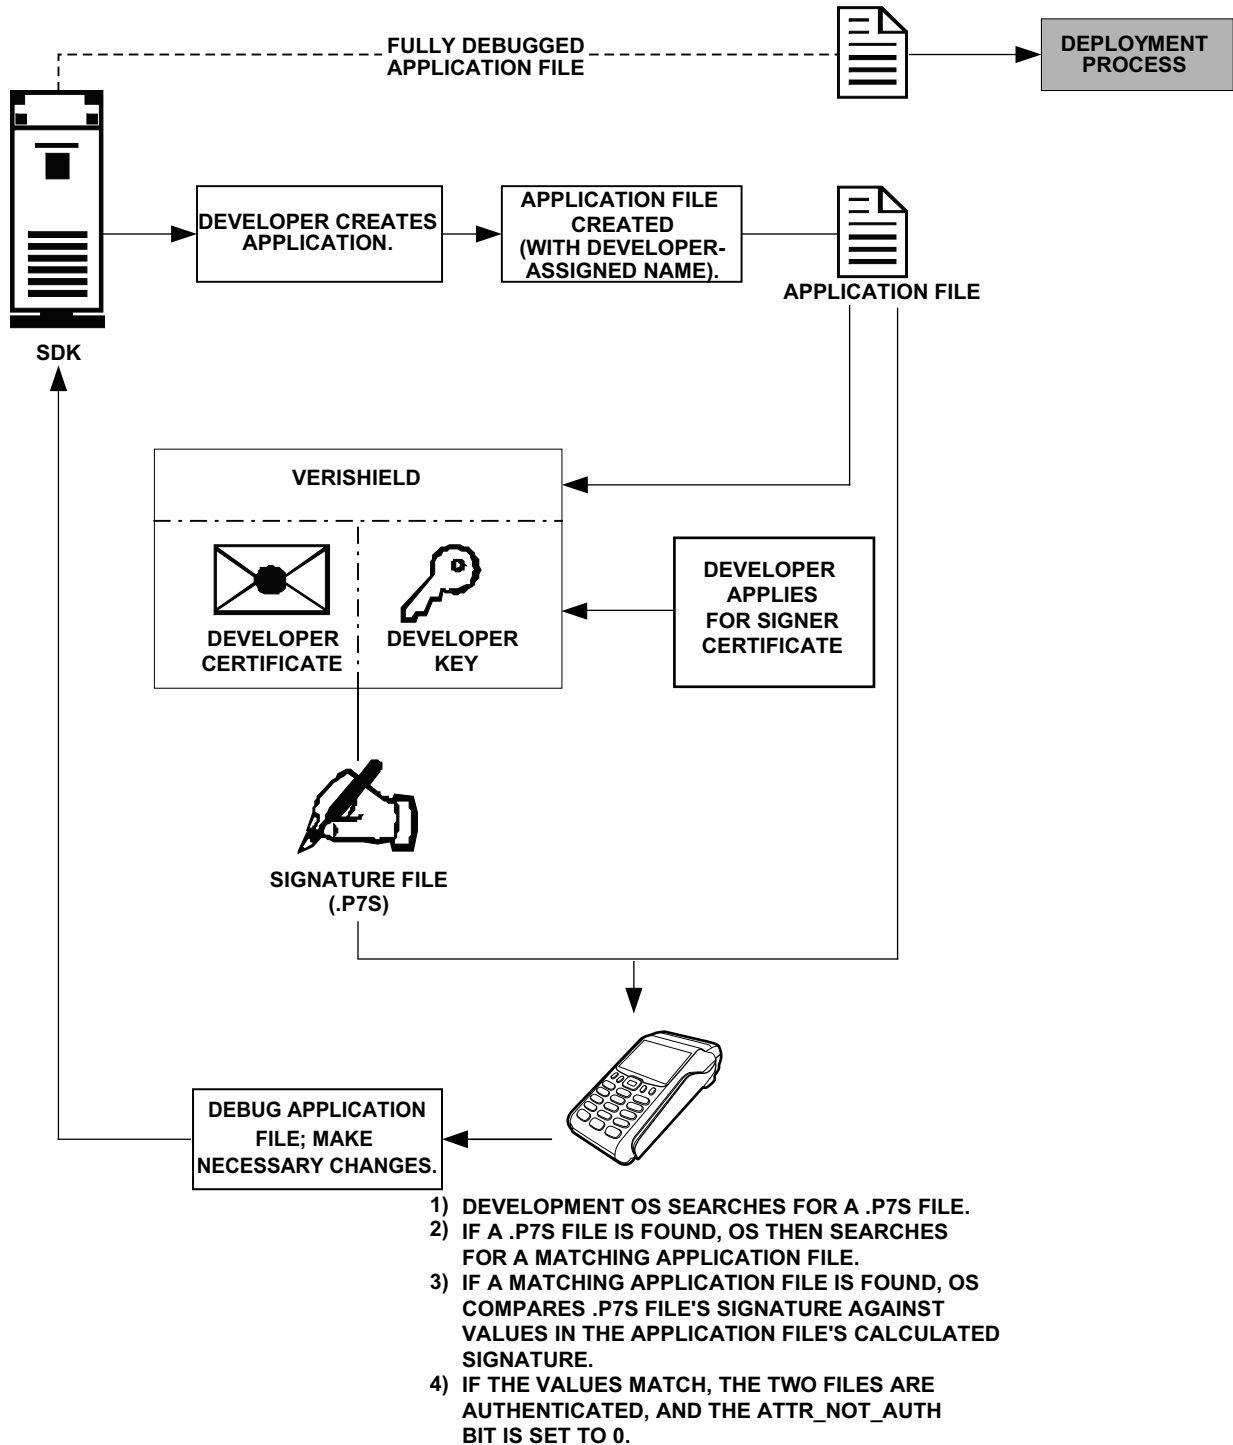 FULLY DEBUGGED
APPLICATION FILE
DEPLOYMENT
PROCESS
DEVELOPER CREATES
APPLICATION.
APPLICATION FILE
CREATED
(WITH DEVELOPER-
ASSIGNED NAME).
APPLICATION FILE
SDK
VERISHIELD
DEVELOPER
CERTIFICATE
DEVELOPER
KEY
DEVELOPER
APPLIES
FOR SIGNER
CERTIFICATE
SIGNATURE FILE
(.P7S)
DEBUG APPLICATION
FILE; MAKE
NECESSARY CHANGES.
1) DEVELOPMENT OS SEARCHES FOR A .P7S FILE.
2) IF A .P7S FILE IS FOUND, OS THEN SEARCHES
FOR A MATCHING APPLICATION FILE.
3) IF A MATCHING APPLICATION FILE IS FOUND, OS
COMPARES .P7S FILE'S SIGNATURE AGAINST
VALUES IN THE APPLICATION FILE'S CALCULATED
SIGNATURE.
4) IF THE VALUES MATCH, THE TWO FILES ARE
AUTHENTICATED, AND THE ATTR_NOT_AUTH
BIT IS SET TO 0.